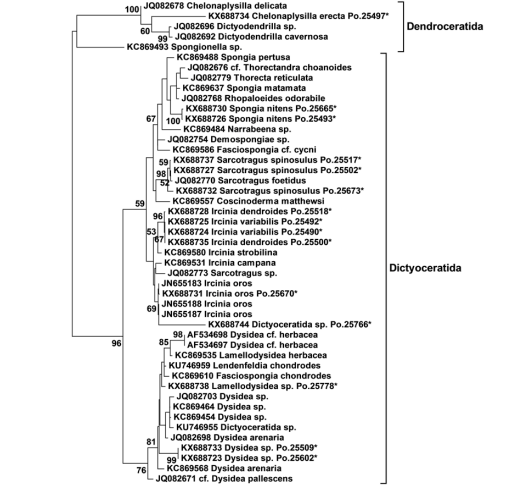 JQ082678 Chelonaplysilla delicata
100
KX688734 Chelonaplysilla erecta Po.25497*
JQ082696 Dictyodendrilla sp.
60
99
JQ082692 Dictyodendrilla cavernosa
KC869493 Spongionella sp.
Dendroceratida
KC869488 Spongia pertusa
JQ082676 cf. Thorectandra choanoides
JQ082779 Thorecta reticulata
KC869637 Spongia matamata
JQ082768 Rhopaloeides odorabile
KX688730 Spongia nitens Po.25665*
100
KX688726 Spongia nitens Po.25493*
67
KC869484 Narrabeena sp.
JQ082754 Demospongiae sp.
KC869586 Fasciospongia cf. cycni
59
KX688737 Sarcotragus spinosulus Po.25517*
KX688727 Sarcotragus spinosulus Po.25502*
98
JQ082770 Sarcotragus foetidus
52
KX688732 Sarcotragus spinosulus Po.25673*
KC869557 Coscinoderma matthewsi
59
KX688728 Ircinia dendroides Po.25518*
96
KX688725 Ircinia variabilis Po.25492*
53
KX688724 Ircinia variabilis Po.25490*
67
KX688735 Ircinia dendroides Po.25500*
KC869580 Ircinia strobilina
KC869531 Ircinia campana
JQ082773 Sarcotragus sp.
JN655183 Ircinia oros
KX688731 Ircinia oros Po.25670*
69
JN655188 Ircinia oros
JN655187 Ircinia oros
KX688744 Dictyoceratida sp. Po.25766*
Dictyoceratida
96
98
AF534698 Dysidea cf. herbacea
85
AF534697 Dysidea cf. herbacea
KC869535 Lamellodysidea herbacea
KU746959 Lendenfeldia chondrodes
KC869610 Fasciospongia chondrodes
KX688738 Lamellodysidea sp. Po.25778*
JQ082703 Dysidea sp.
KC869464 Dysidea sp.
KC869454 Dysidea sp.
KU746955 Dictyoceratida sp.
JQ082698 Dysidea arenaria
81
KX688733 Dysidea sp. Po.25509*
99
KX688723 Dysidea sp. Po.25602*
76
KC869568 Dysidea arenaria
JQ082671 cf. Dysidea pallescens